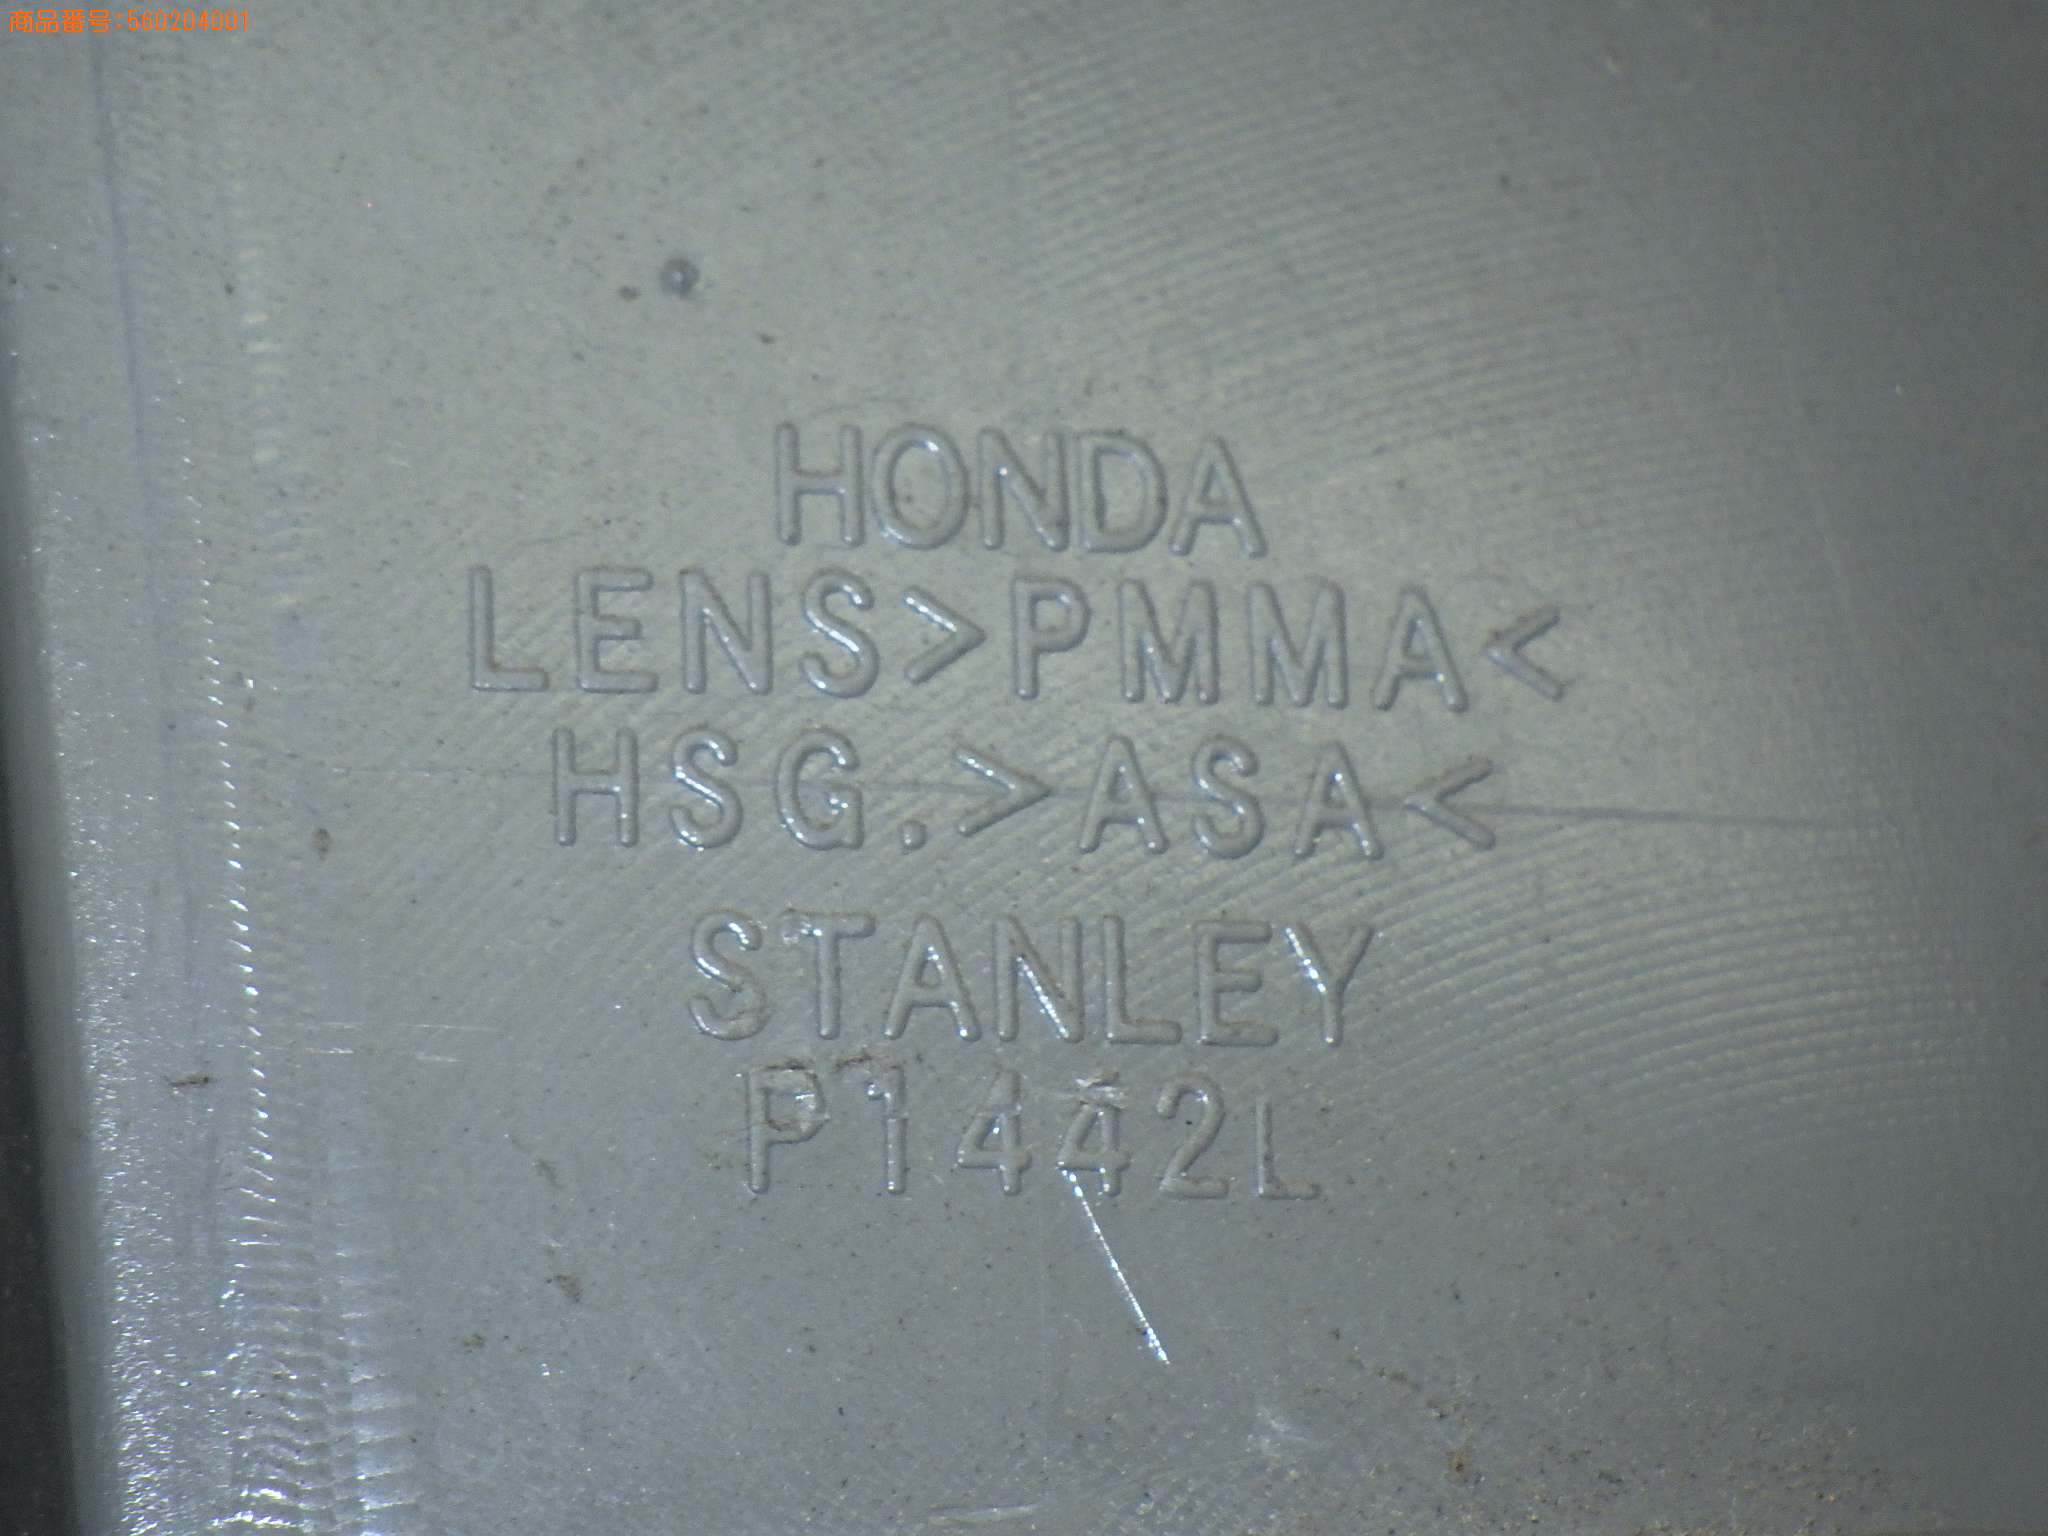 商品番号:560204001
HONDA
LENS>PMMA<
HSG.>ASA<
STANLEY
P1442L